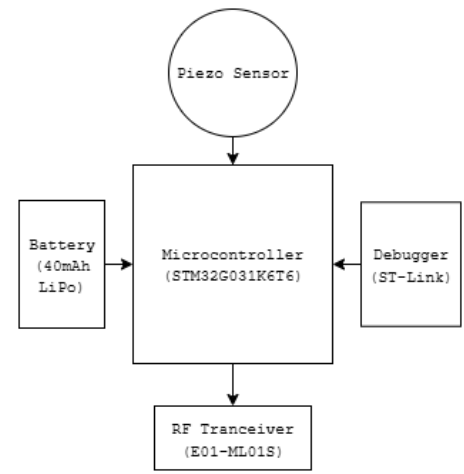 Piezo Sensor
Battery
(40mAh
LiPo)
Microcontroller
(STM32G031K6T6)
Debugger
(ST-Link)
RF Tranceiver
(E01-ML01S)